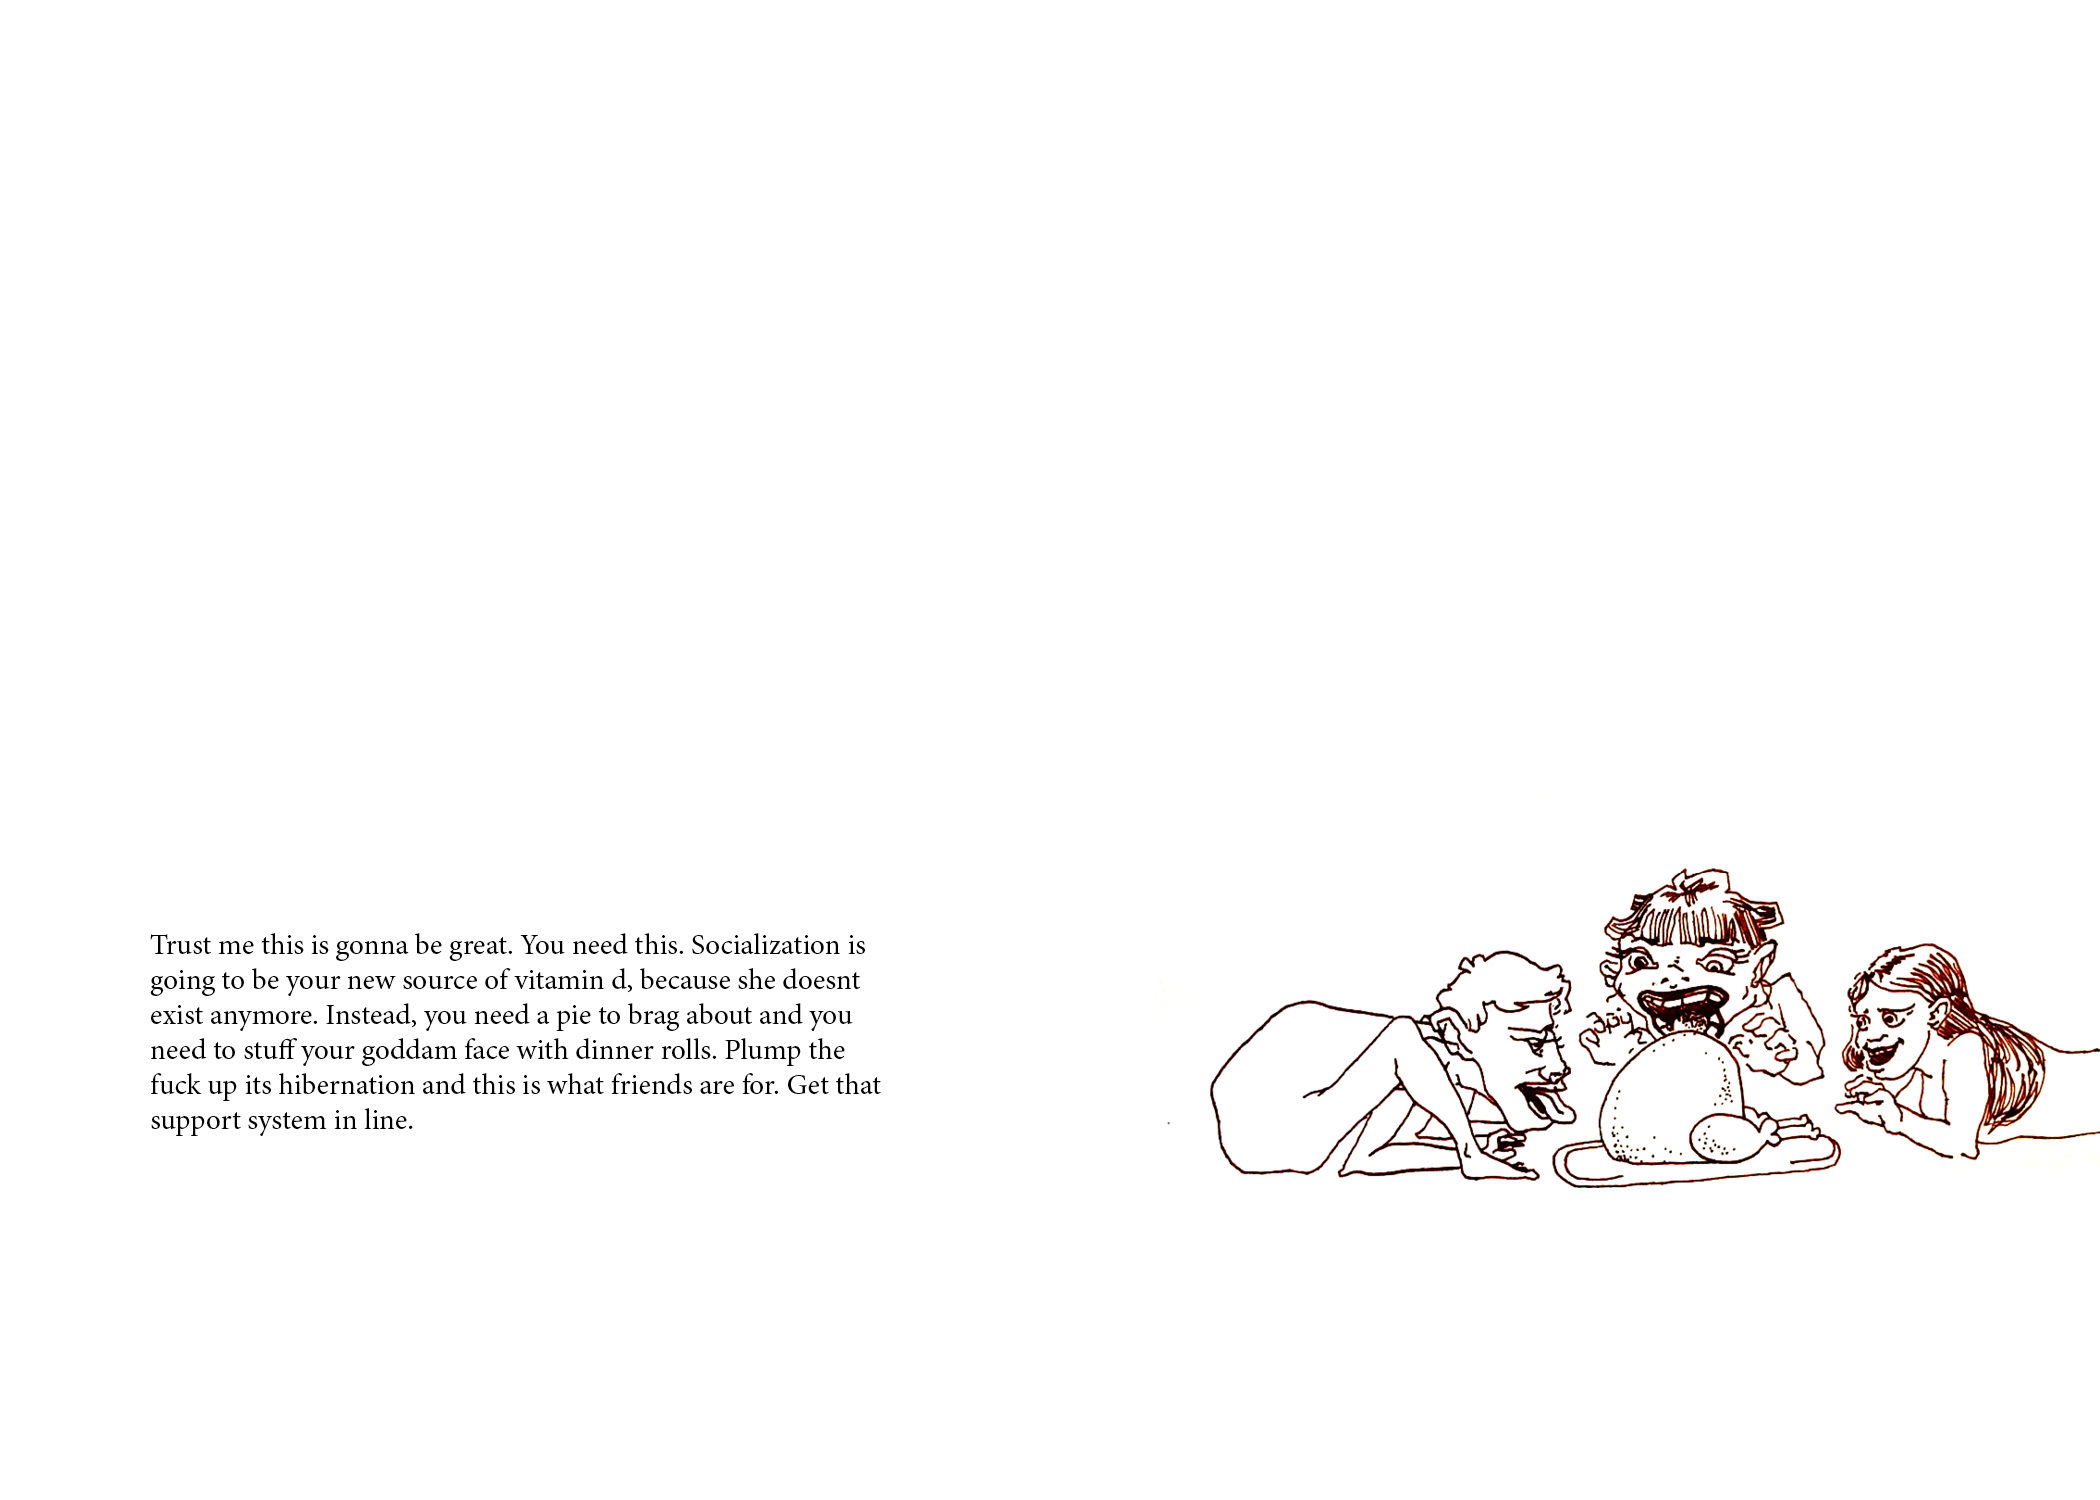 Trust me this is gonna be great. You need this. Socialization is
going to be your new source of vitamin d, because she doesnt
exist anymore. Instead, you need a pie to brag about and you
need to stuff your goddam face with dinner rolls. Plump the
fuck up its hibernation and this is what friends are for. Get that
support system in line.